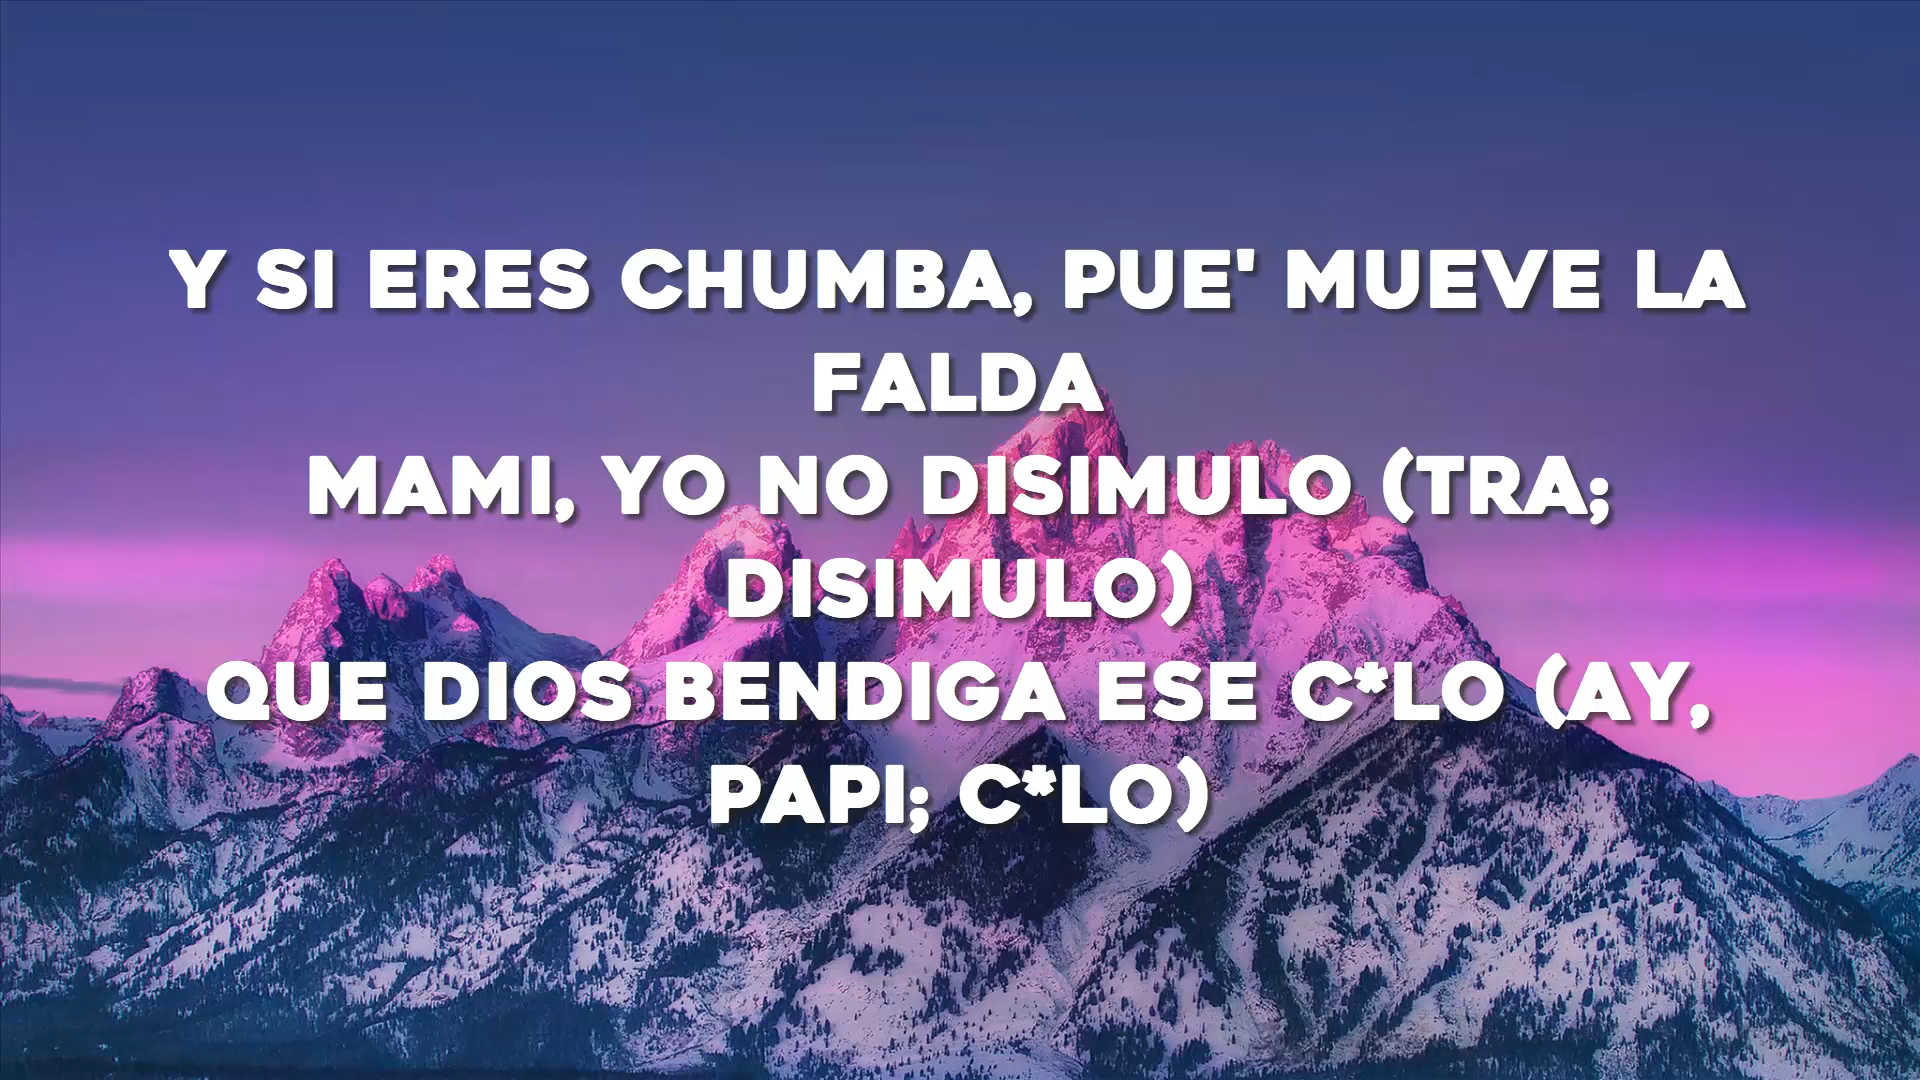 Y SI ERES CHUMBA, PUE' MUEVE LA
FALDA
MAMI, YO NO DISIMULO (TRA;
DISIMULO)
QUE DIOS BENDIGA ESE C*LO (AY,
PAPI; C*LO)